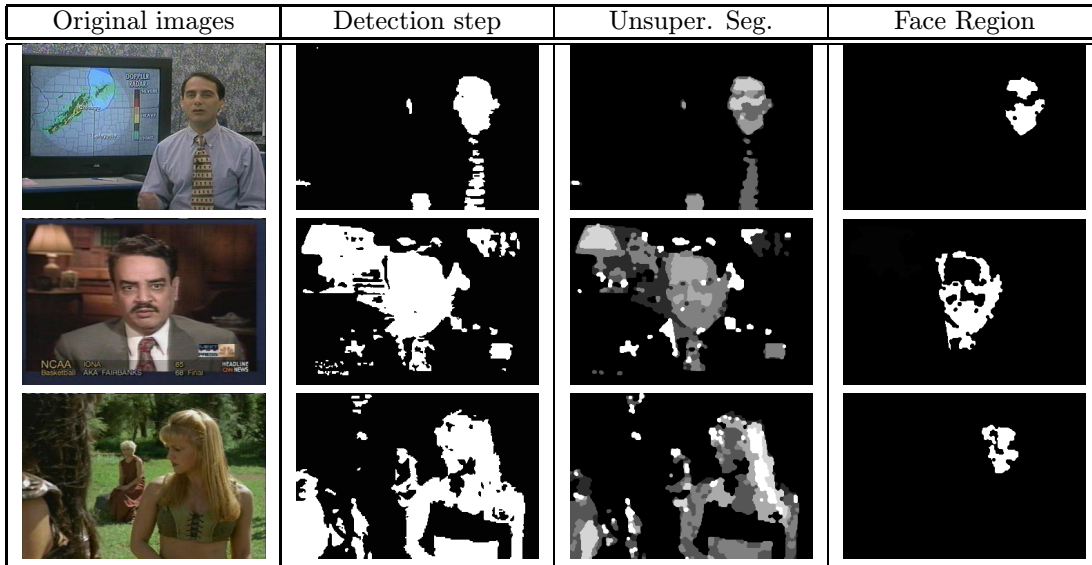 Original images Detection step Unsuper. Seg. Face Region
DOPPLER
RADAR
NCAA IONA 85
Basketball AKA FAIRBANKS 68 Final
HEADLINE
CNN NEWS